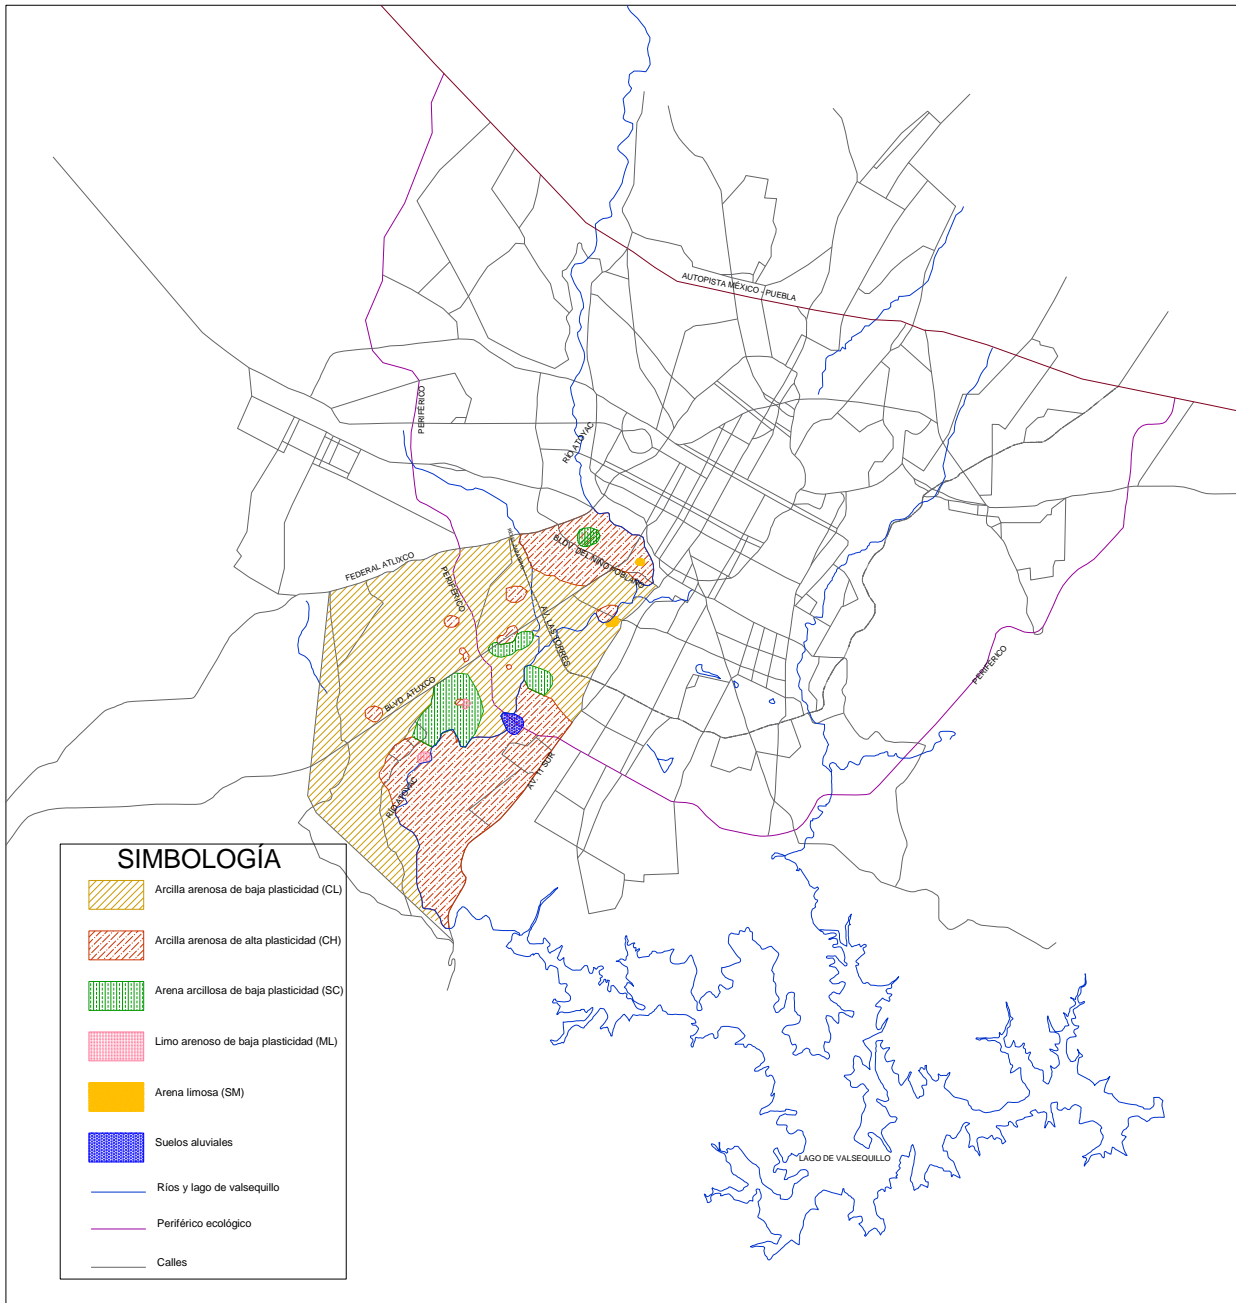 AUTOPISTA MÉXICO - PUEBLA
PERIFÉRICO
RÍO ATOYAC
BLDV. DEL NIÑO POBLANO
FEDERAL ATLIXCO
PERIFÉRICO
AV. LAS TORRES
BLVD. ATLIXCO
PERIFÉRICO
AV. 11 SUR
RÍO ATOYAC
SIMBOLOGÍA
Arcilla arenosa de baja plasticidad (CL)
Arcilla arenosa de alta plasticidad (CH)
Arena arcillosa de baja plasticidad (SC)
Limo arenoso de baja plasticidad (ML)
Arena limosa (SM)
Suelos aluviales
Ríos y lago de valsequillo
Periférico ecológico
Calles
LAGO DE VALSEQUILLO